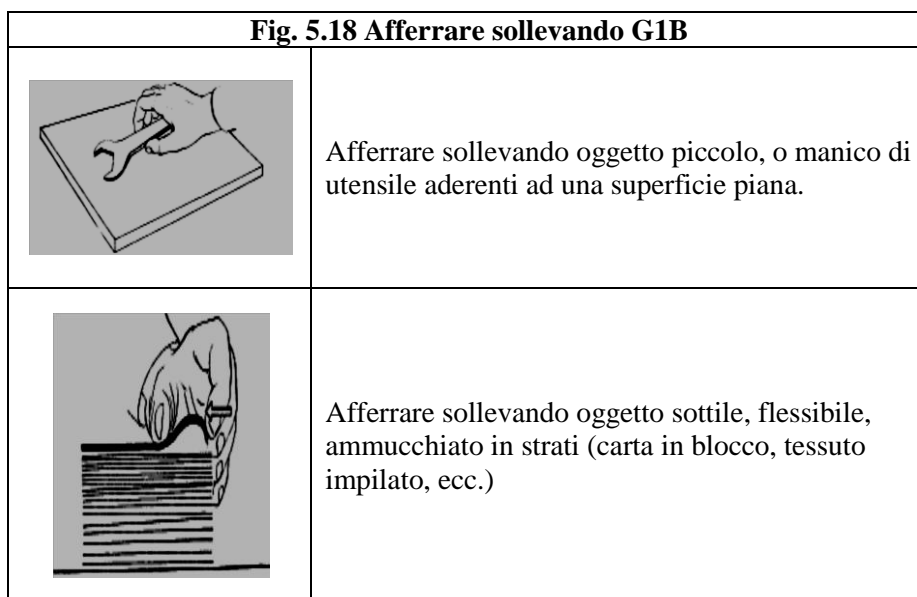 Fig. 5.18 Afferrare sollevando G1B
Afferrare sollevando oggetto piccolo, o manico di
utensile aderenti ad una superficie piana.
Afferrare sollevando oggetto sottile, flessibile,
ammucchiato in strati (carta in blocco, tessuto
impilato, ecc.)